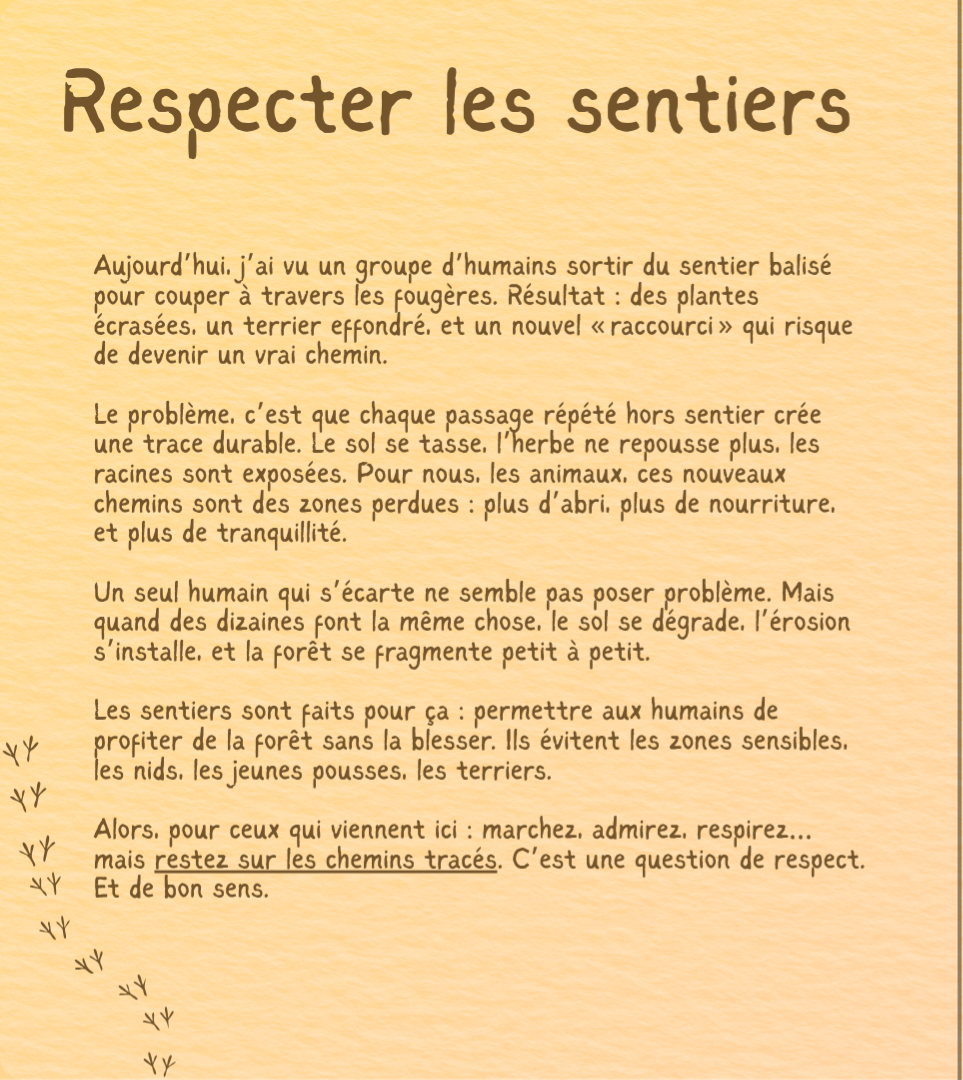 Respecter les sentiers
Aujourd'hui, j'ai vu un groupe d'humains sortir du sentier balisé
pour couper à travers les fougères. Résultat : des plantes
écrasées, un terrier effondré, et un nouvel « raccourci » qui risque
de devenir un vrai chemin.
Le problème, c'est que chaque passage répété hors sentier crée
une trace durable. Le sol se tasse, l'herbe ne repousse plus, les
racines sont exposées. Pour nous, les animaux, ces nouveaux
chemins sont des zones perdues : plus d'abri, plus de nourriture,
et plus de tranquillité.
Un seul humain qui s'écarte ne semble pas poser problème. Mais
quand des dizaines font la même chose, le sol se dégrade, l'érosion
s'installe, et la forêt se fragmente petit à petit.
Les sentiers sont faits pour ça : permettre aux humains de
profiter de la forêt sans la blesser. Ils évitent les zones sensibles,
les nids, les jeunes pousses, les terriers.
Alors, pour ceux qui viennent ici : marchez, admirez, respirez...
mais restez sur les chemins tracés. C'est une question de respect.
Et de bon sens.